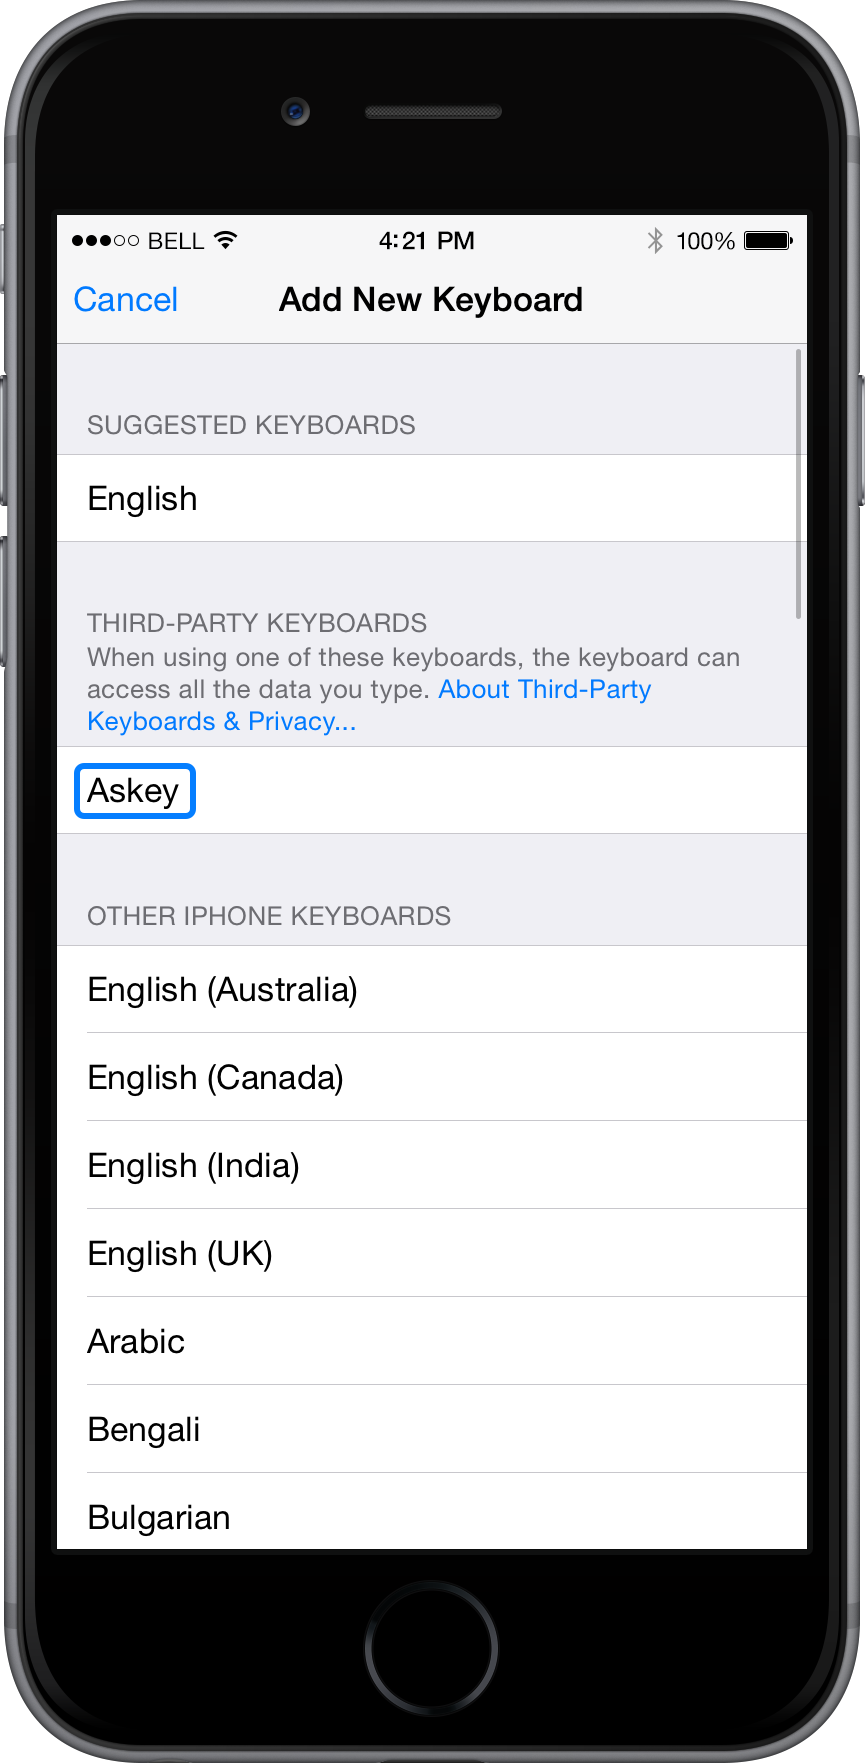 BELL 4:21 PM 100%
Cancel Add New Keyboard
SUGGESTED KEYBOARDS
English
THIRD-PARTY KEYBOARDS
When using one of these keyboards, the keyboard can
access all the data you type. About Third-Party
Keyboards & Privacy...
Askey
OTHER IPHONE KEYBOARDS
English (Australia)
English (Canada)
English (India)
English (UK)
Arabic
Bengali
Bulgarian